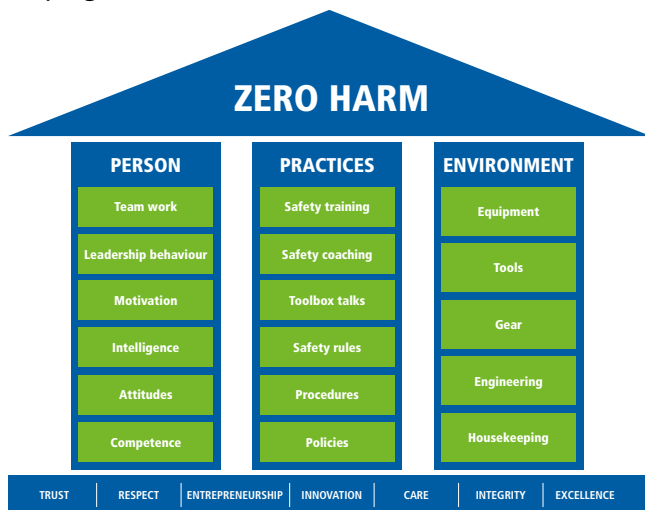 ZERO HARM
PERSON
Team work
Leadership behaviour
Motivation
Intelligence
Attitudes
Competence
PRACTICES
Safety training
Safety coaching
Toolbox talks
Safety rules
Procedures
Policies
ENVIRONMENT
Equipment
Tools
Gear
Engineering
Housekeeping
TRUST
RESPECT
ENTREPRENEURSHIP
INNOVATION
CARE
INTEGRITY
EXCELLENCE